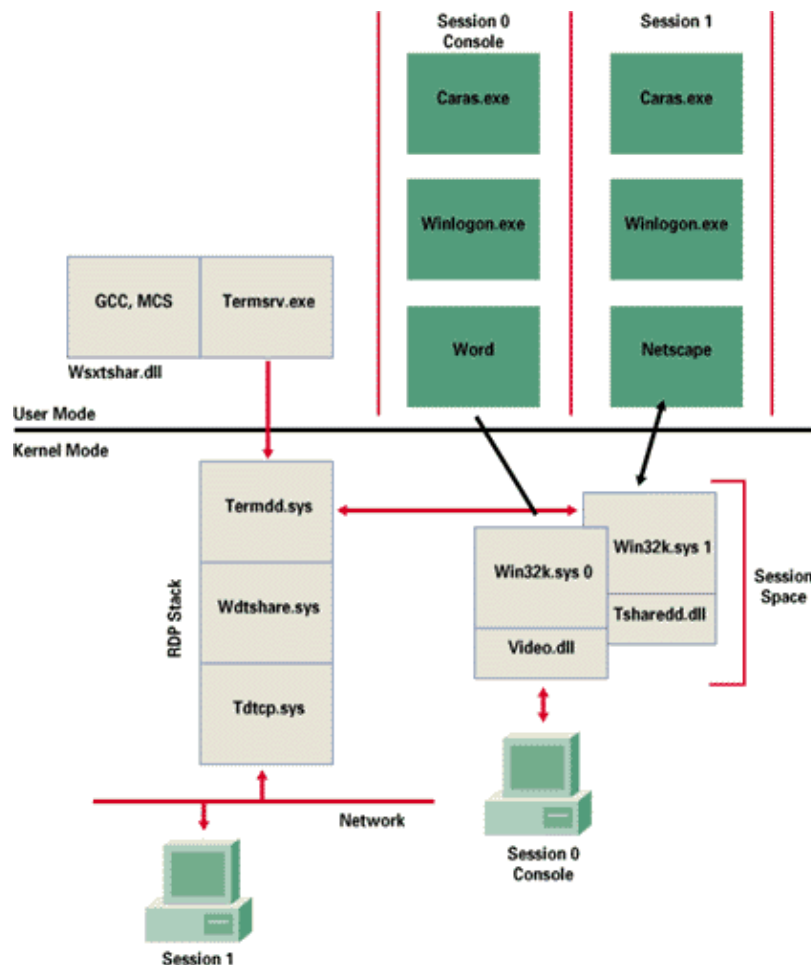 Session 0
Console
Session 1
Caras.exe
Caras.exe
Winlogon.exe
Winlogon.exe
GCC, MCS
Termsrv.exe
Word
Netscape
Wsxtshar.dll
User Mode
Kernel Mode
Termdd.sys
Win32k.sys 1
Win32k.sys 0
Session
Space
RDP Stack
Wdtshare.sys
Tsharedd.dll
Video.dll
Tdtcp.sys
Network
Session 0
Console
Session 1